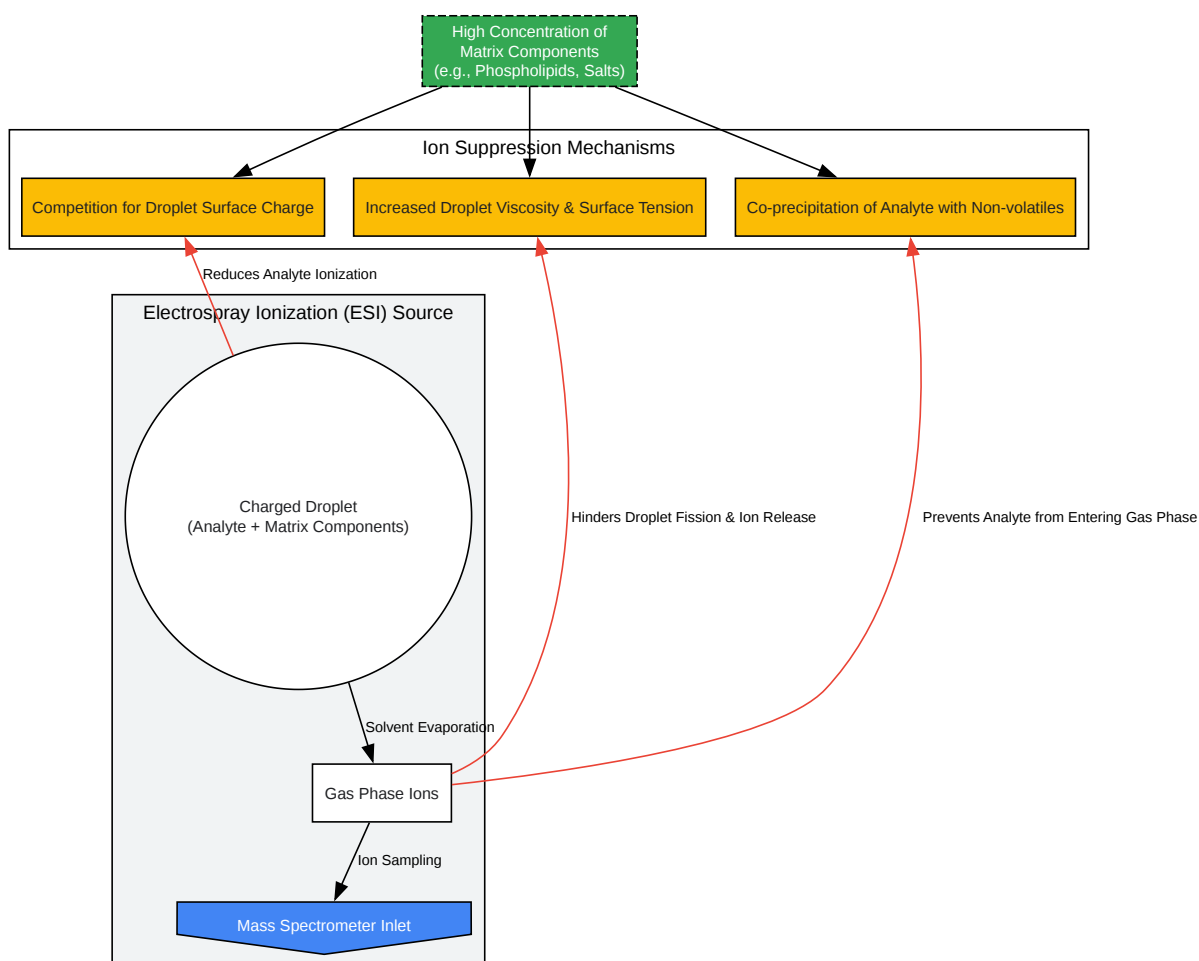 High Concentration of
Matrix Components
(e.g., Phospholipids, Salts)
Ion Suppression Mechanisms
Competition for Droplet Surface Charge
Increased Droplet Viscosity & Surface Tension
Co-precipitation of Analyte with Non-volatiles
Reduces Analyte Ionization
Electrospray Ionization (ESI) Source
Charged Droplet
(Analyte + Matrix Components)
Hinders Droplet Fission & Ion Release
Prevents Analyte from Entering Gas Phase
Solvent Evaporation
Gas Phase Ions
Ion Sampling
Mass Spectrometer Inlet